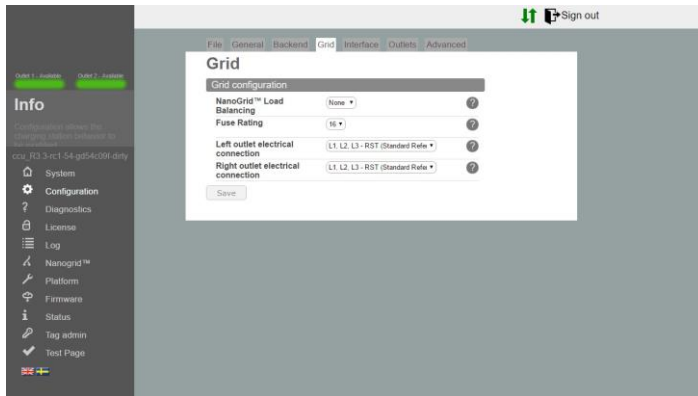 Sign out
File General Backend Grid Interface Outlets Advanced
Grid
Grid configuration
NanoGrid™ Load Balancing
None
Fuse Rating
16
Left outlet electrical connection
L1, L2, L3 - RST (Standard Refe
Right outlet electrical connection
L1, L2, L3 - RST (Standard Refe
Save
Outlet 1 - Available Outlet 2 - Available
Info
Configuration allows the
charging station behavior to
ccu_R3.3-rc1-54-gd54c09f-dirty
System
Configuration
Diagnostics
License
Log
Nanogrid™
Platform
Firmware
Status
Tag admin
Test Page